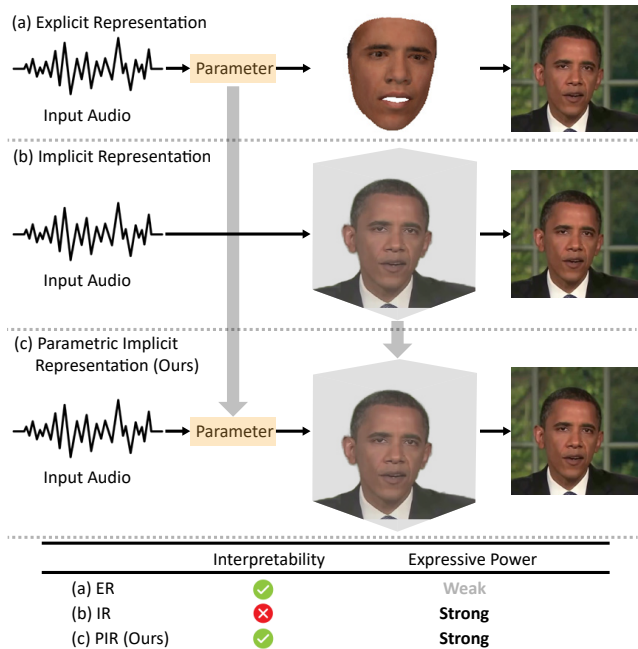 (a) Explicit Representation
Parameter
Input Audio
(b) Implicit Representation
Input Audio
(c) Parametric Implicit
Representation (Ours)
Parameter
Input Audio
Interpretability Expressive Power
(a) ER Weak
(b) IR Strong
(c) PIR (Ours) Strong